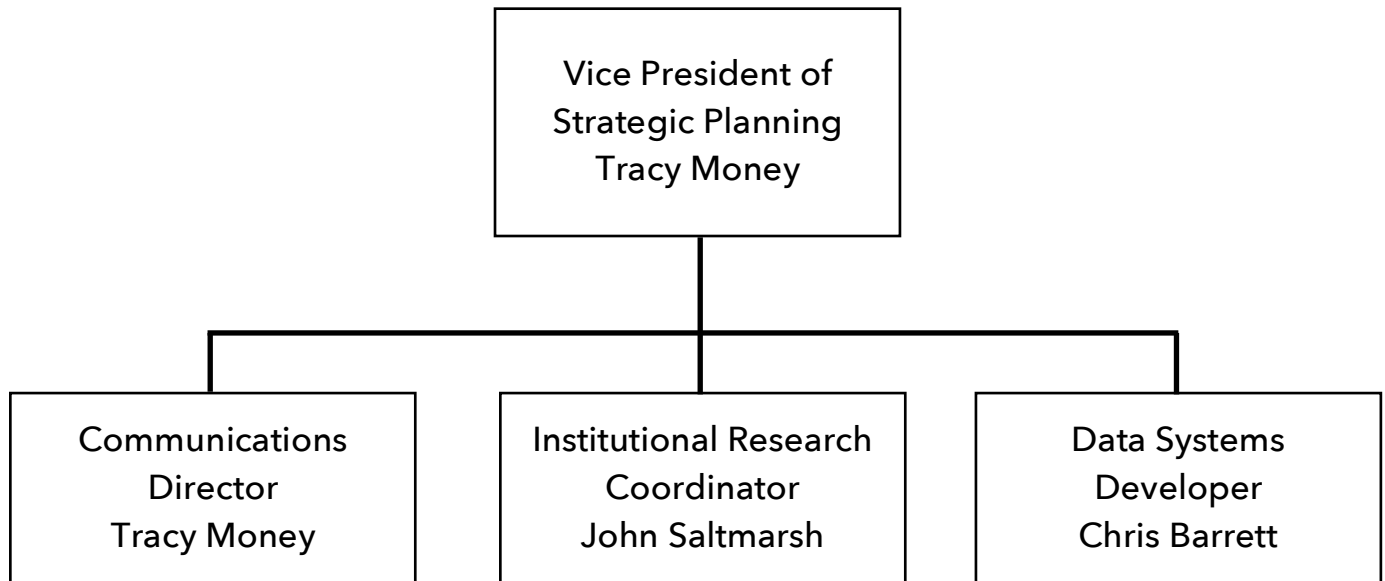 Vice President of
Strategic Planning
Tracy Money
Communications
Director
Tracy Money
Institutional Research
Coordinator
John Saltmarsh
Data Systems
Developer
Chris Barrett